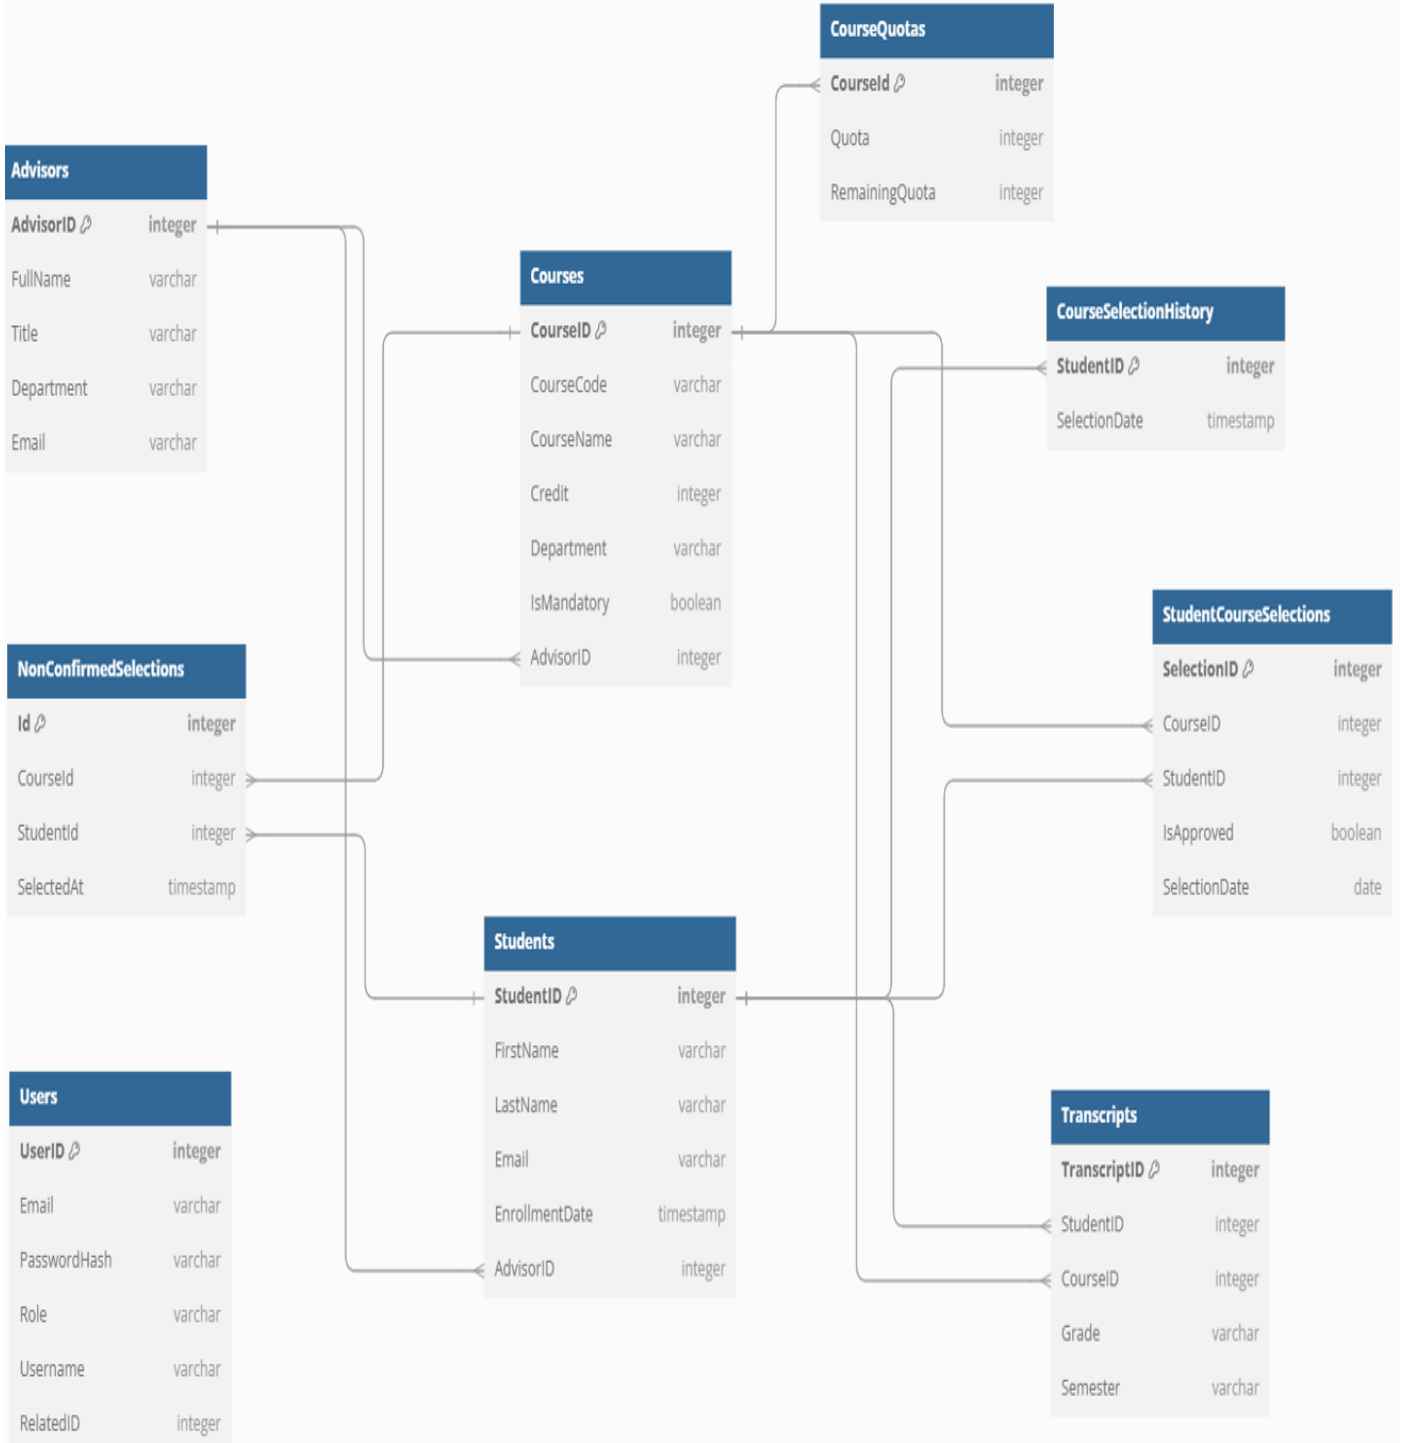 CourseQuotas
CourseId integer
Quota integer
RemainingQuota integer
Advisors
AdvisorID integer
FullName varchar
Title varchar
Department varchar
Email varchar
Courses
CourseID integer
CourseCode varchar
CourseName varchar
Credit integer
Department varchar
IsMandatory boolean
AdvisorID integer
CourseSelectionHistory
StudentID integer
SelectionDate timestamp
StudentCourseSelections
SelectionID integer
CourseID integer
StudentID integer
IsApproved boolean
SelectionDate date
NonConfirmedSelections
Id integer
CourseId integer
StudentId integer
SelectedAt timestamp
Students
StudentID integer
FirstName varchar
LastName varchar
Email varchar
EnrollmentDate timestamp
AdvisorID integer
Users
UserID integer
Email varchar
PasswordHash varchar
Role varchar
Username varchar
RelatedID integer
Transcripts
TranscriptID integer
StudentID integer
CourseID integer
Grade varchar
Semester varchar